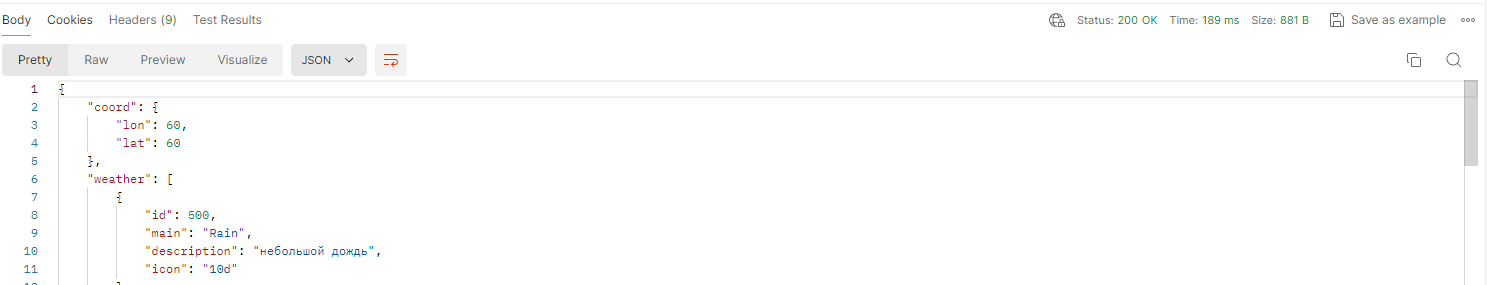 Body Cookies Headers (9) Test Results Status: 200 OK Time: 189 ms Size: 881 B Save as example
Pretty Raw Preview Visualize JSON
1 {
2 "coord": {
3 "lon": 60,
4 "lat": 60
5 },
6 "weather": [
7 {
8 "id": 500,
9 "main": "Rain",
10 "description": "небольшой дождь",
11 "icon": "10d"